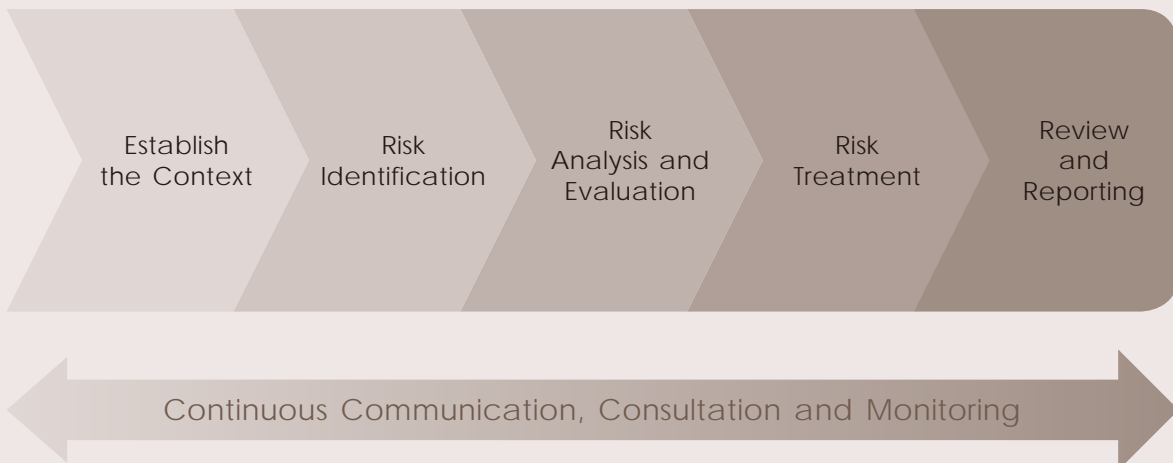 Establish
the Context
Risk
Identification
Risk
Analysis and
Evaluation
Risk
Treatment
Review
and
Reporting
Continuous Communication, Consultation and Monitoring